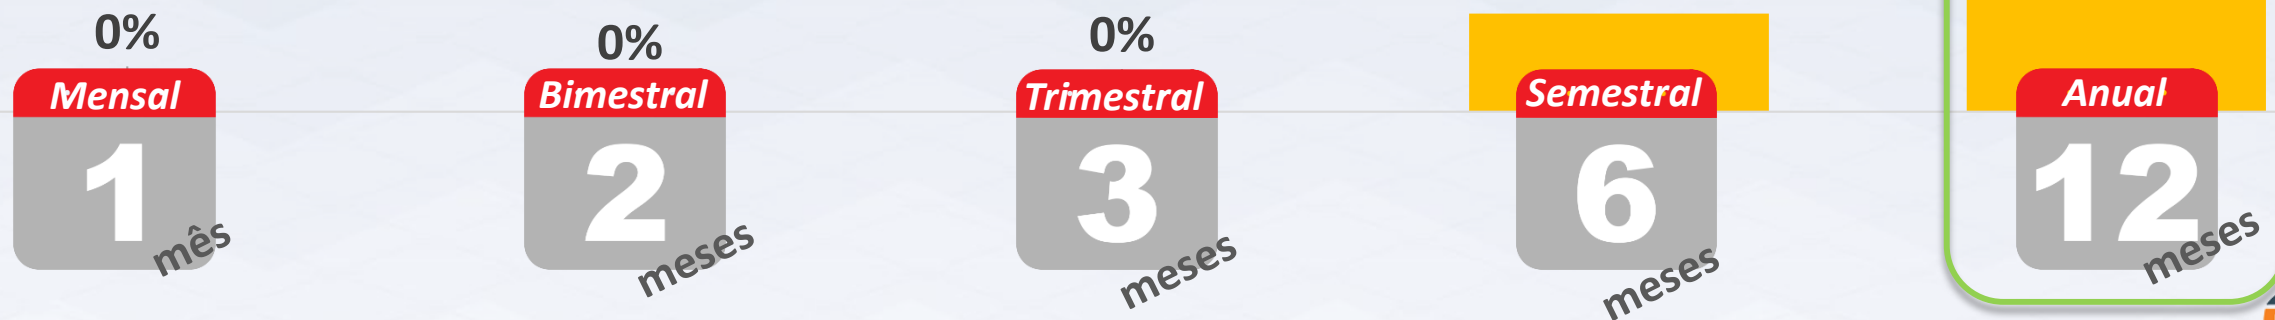 0%
0%
0%
Mensal
Bimestral
Trimestral
Semestral
Anual
1
2
3
6
12
mês
meses
meses
meses
meses